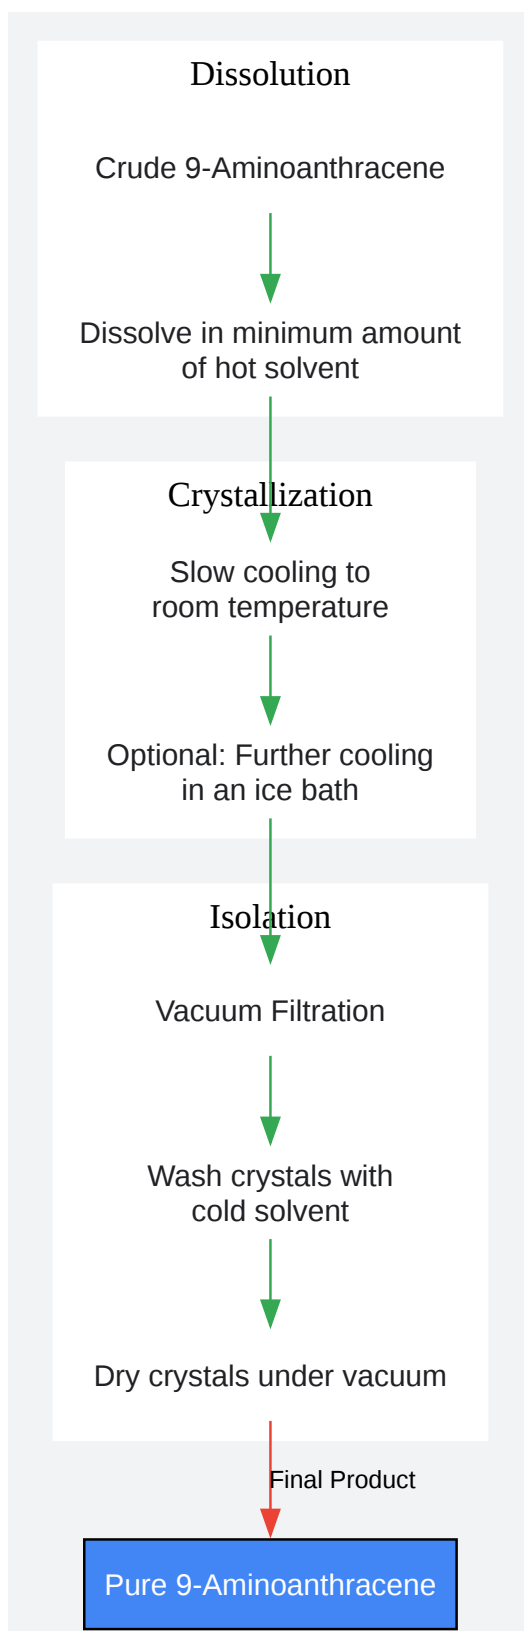 Dissolution
Crude 9-Aminoanthracene
Dissolve in minimum amount
of hot solvent
Crystallization
Slow cooling to
room temperature
Optional: Further cooling
in an ice bath
Isolation
Vacuum Filtration
Wash crystals with
cold solvent
Dry crystals under vacuum
Final Product
Pure 9-Aminoanthracene